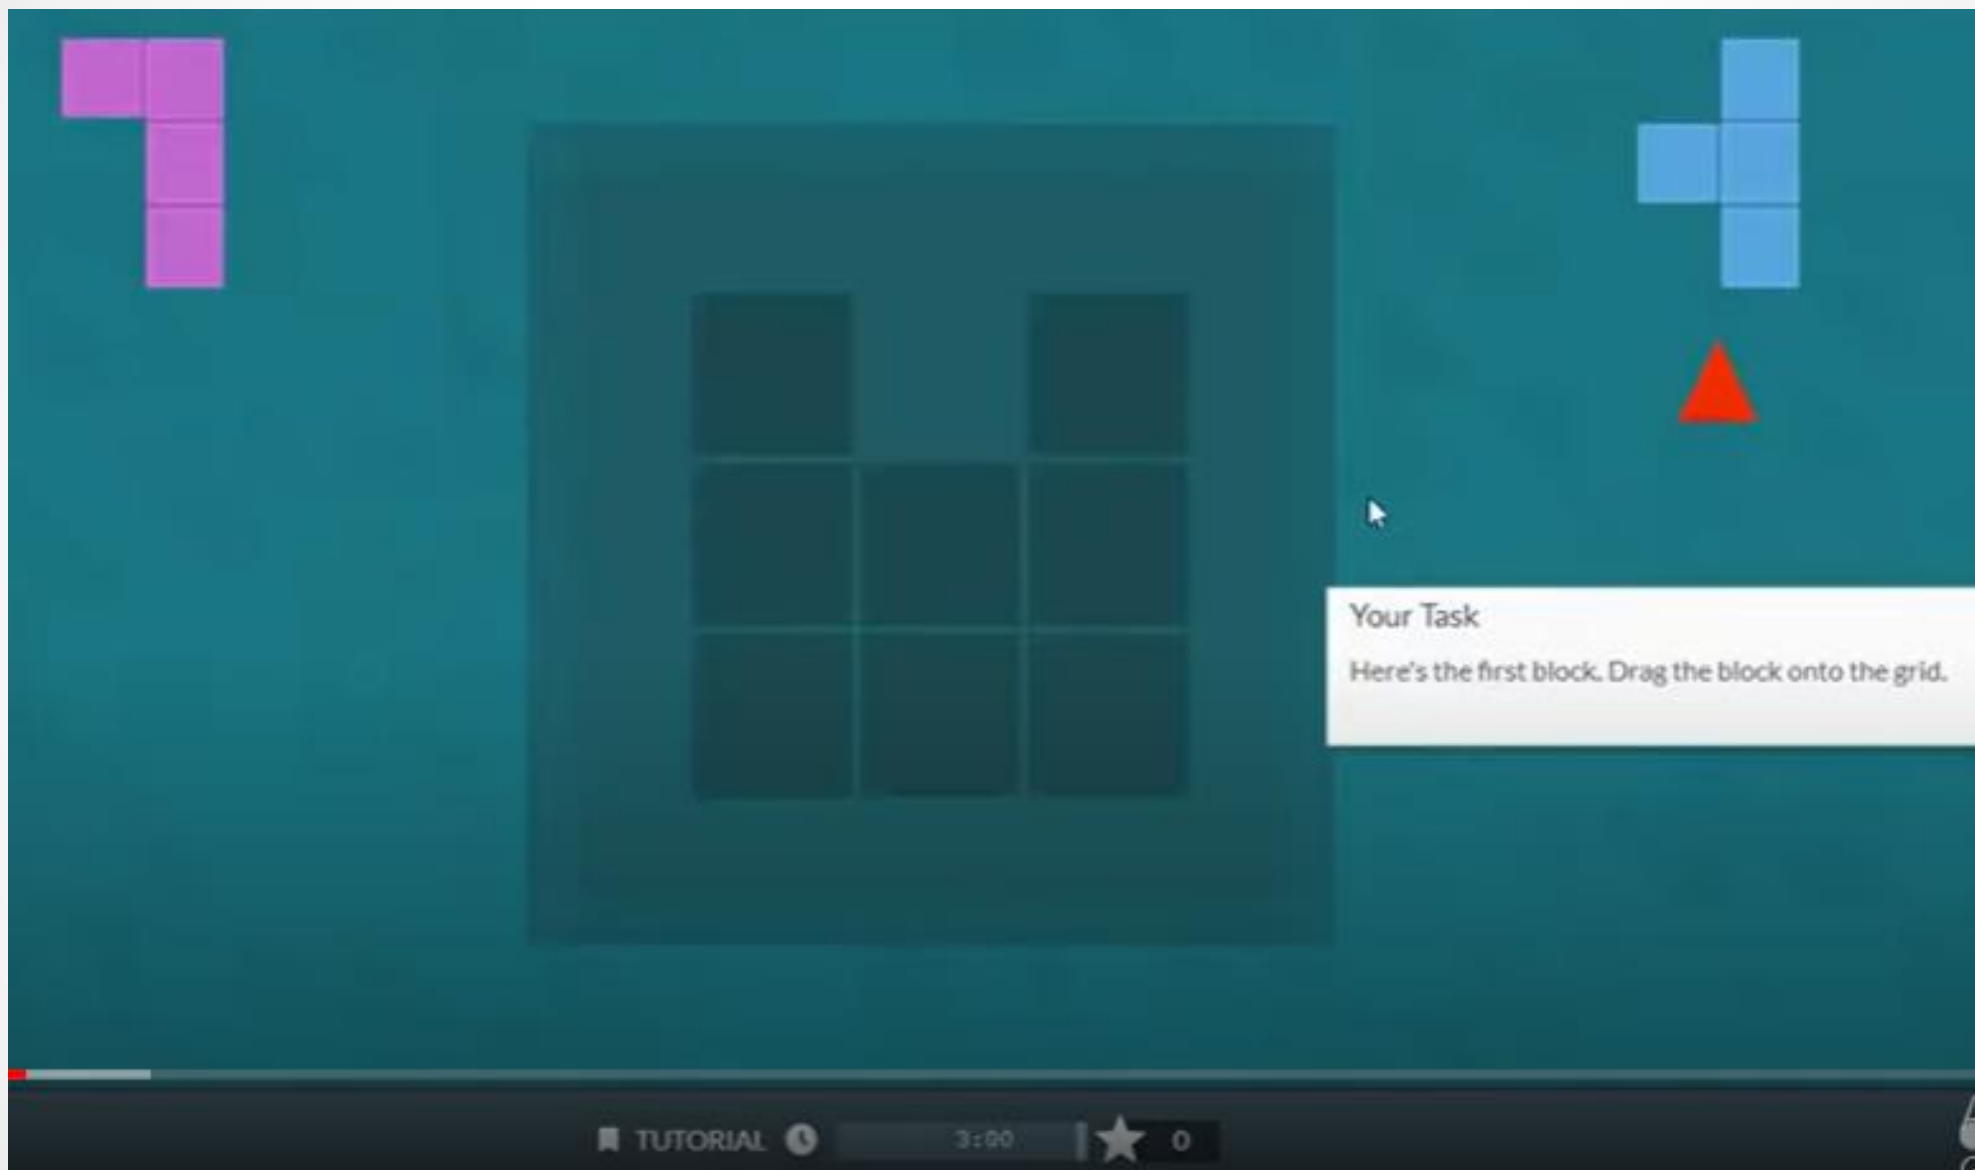 Your Task
Here's the first block. Drag the block onto the grid.
TUTORIAL 3:00 0